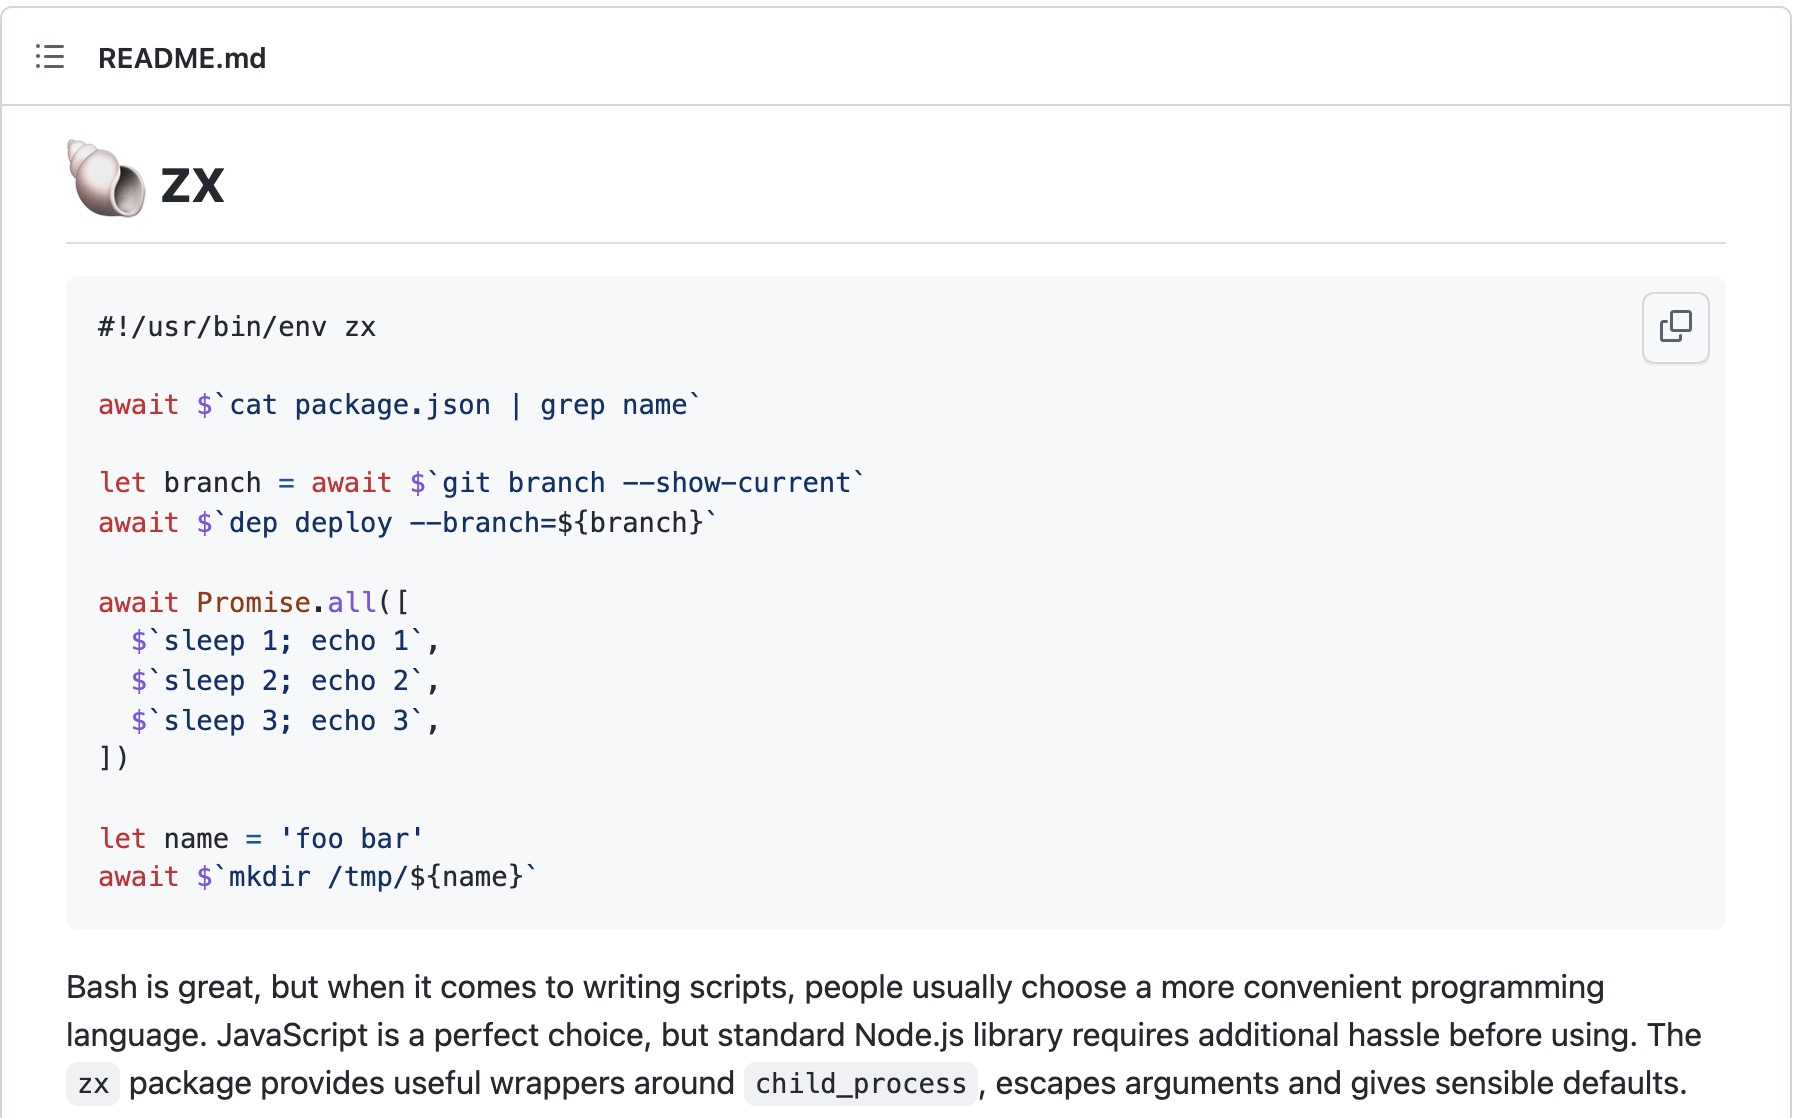 README.md
zx
#!/usr/bin/env zx
await $`cat package.json | grep name`
let branch = await $`git branch --show-current`
await $`dep deploy --branch=${branch}`
await Promise.all([
  $`sleep 1; echo 1`,
  $`sleep 2; echo 2`,
  $`sleep 3; echo 3`,
])
let name = 'foo bar'
await $`mkdir /tmp/${name}`
Bash is great, but when it comes to writing scripts, people usually choose a more convenient programming
language. JavaScript is a perfect choice, but standard Node.js library requires additional hassle before using. The
zx package provides useful wrappers around child_process, escapes arguments and gives sensible defaults.